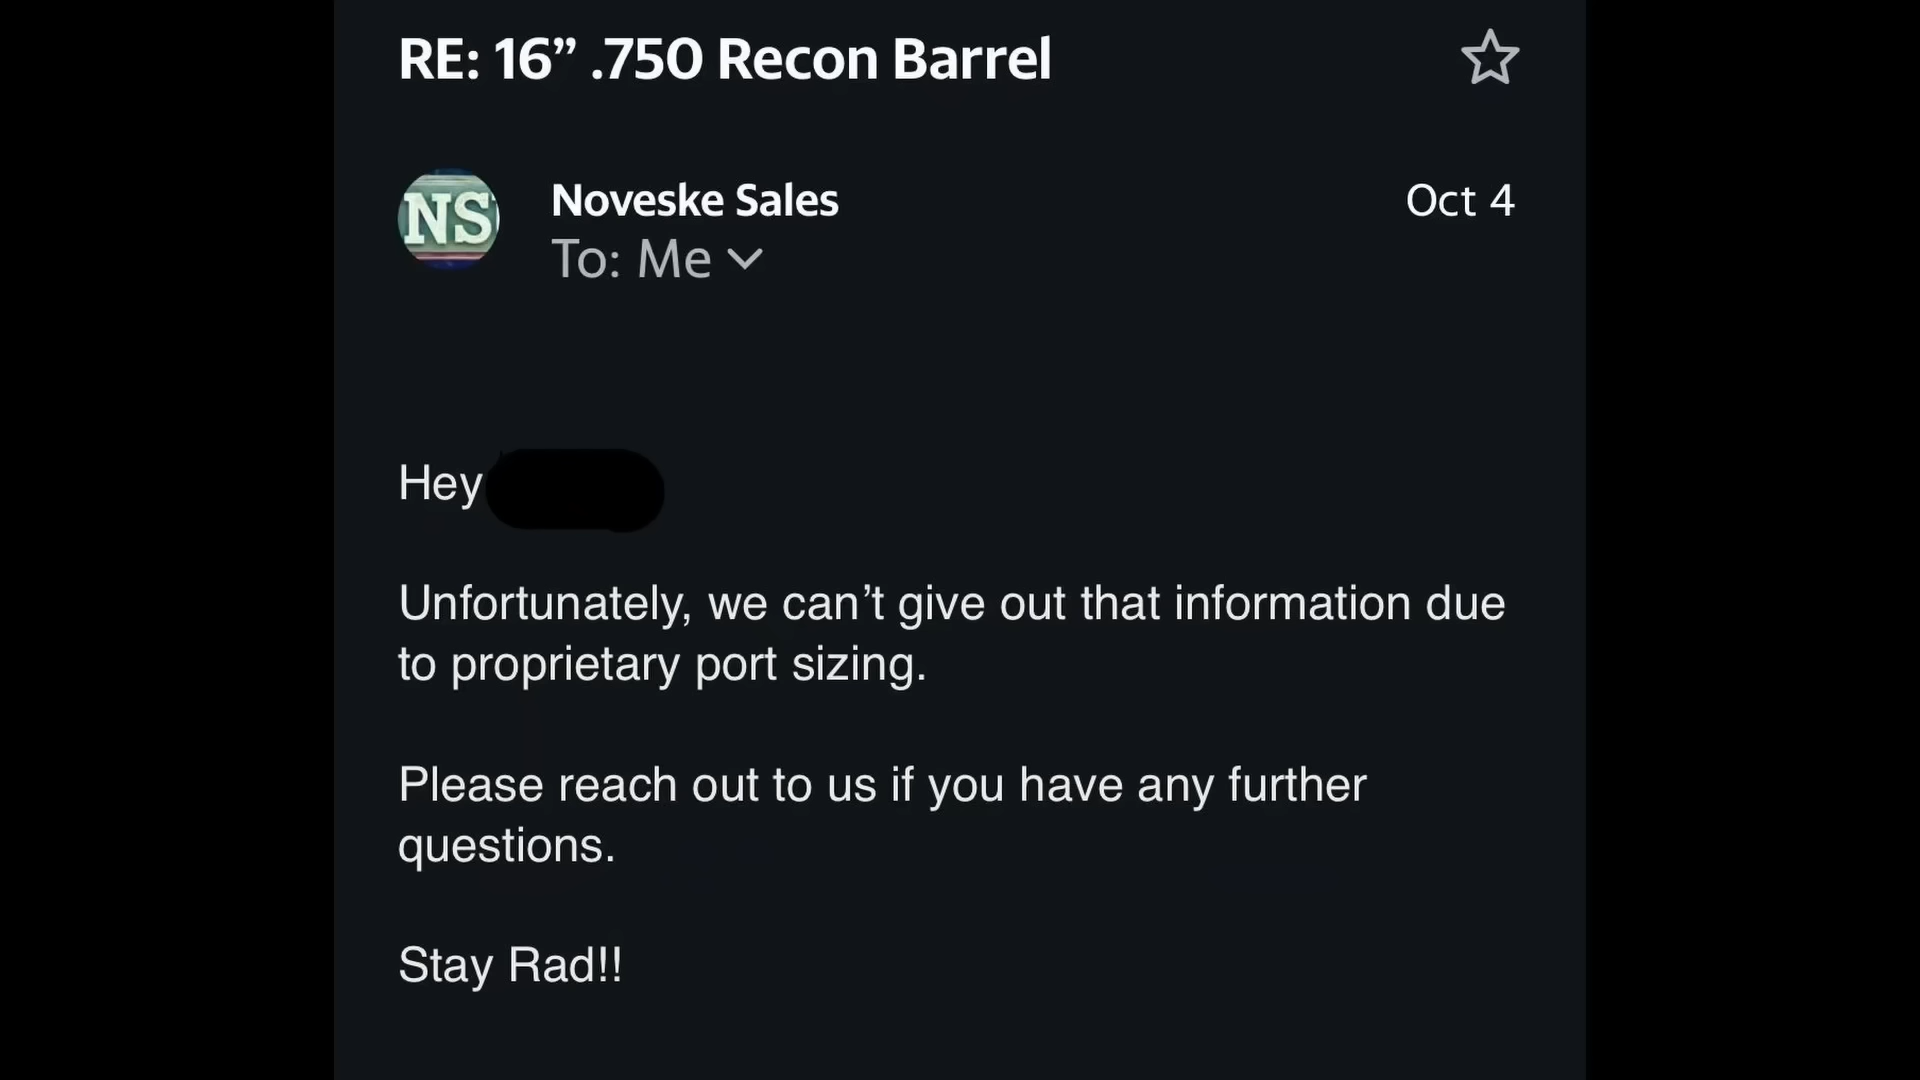 RE: 16” .750 Recon Barrel
NS
Noveske Sales
Oct 4
To: Me
Hey
Unfortunately, we can’t give out that information due
to proprietary port sizing.
Please reach out to us if you have any further
questions.
Stay Rad!!